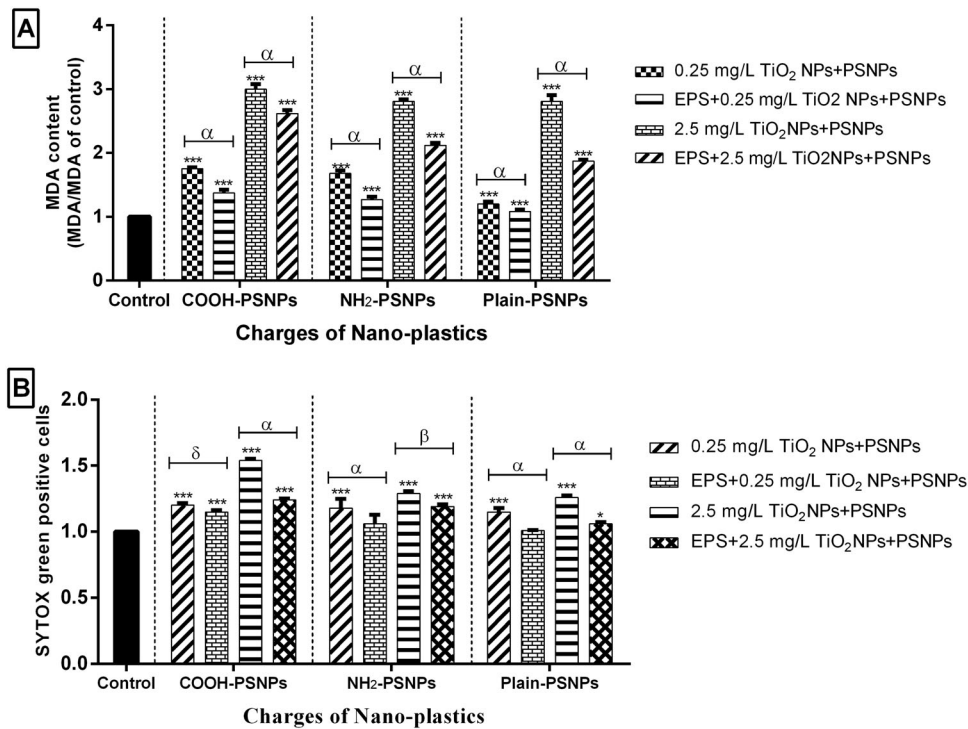 A
MDA content
(MDA/MDA of control)
4
3
2
1
0
α
α
α
α
α
α
***
***
***
***
***
***
***
***
***
***
***
***
Control
COOH-PSNPs
NH2-PSNPs
Plain-PSNPs
Charges of Nano-plastics
0.25 mg/L TiO2 NPs+PSNPs
EPS+0.25 mg/L TiO2 NPs+PSNPs
2.5 mg/L TiO2NPs+PSNPs
EPS+2.5 mg/L TiO2NPs+PSNPs
B
SYTOX green positive cells
2.0
1.5
1.0
0.5
0.0
δ
α
α
β
α
α
***
***
***
***
***
***
***
***
***
*
Control
COOH-PSNPs
NH2-PSNPs
Plain-PSNPs
Charges of Nano-plastics
0.25 mg/L TiO2 NPs+PSNPs
EPS+0.25 mg/L TiO2 NPs+PSNPs
2.5 mg/L TiO2NPs+PSNPs
EPS+2.5 mg/L TiO2NPs+PSNPs